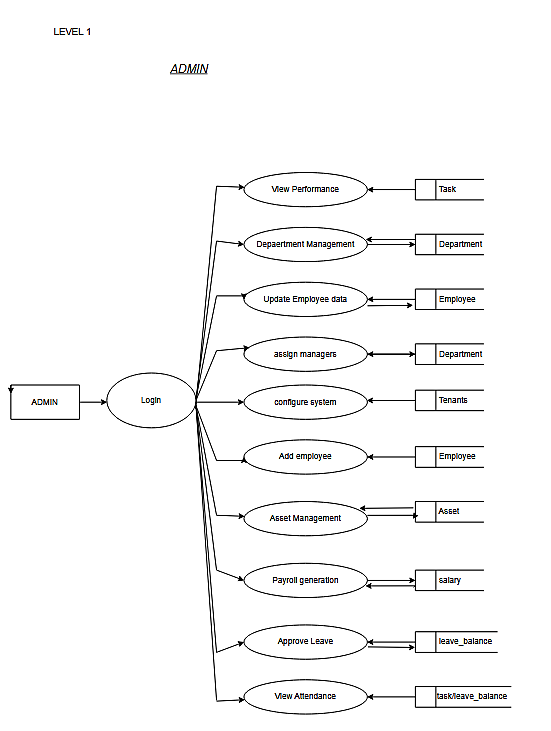 LEVEL 1
ADMIN
View Performance
Task
Depaertment Management
Department
Update Employee data
Employee
assign managers
Department
ADMIN
Login
configure system
Tenants
Add employee
Employee
Asset Management
Asset
Payroll generation
salary
Approve Leave
leave_balance
View Attendance
task/leave_balance